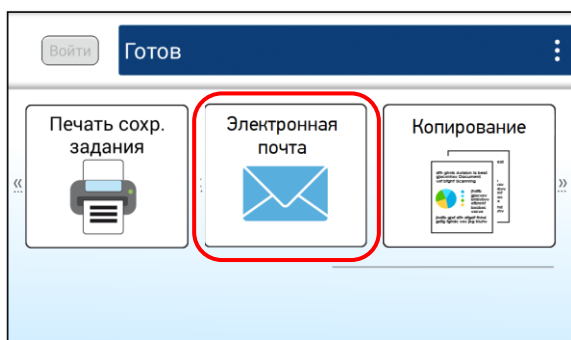 Войти
Готов
Печать сохр.
задания
Электронная
почта
Копирование